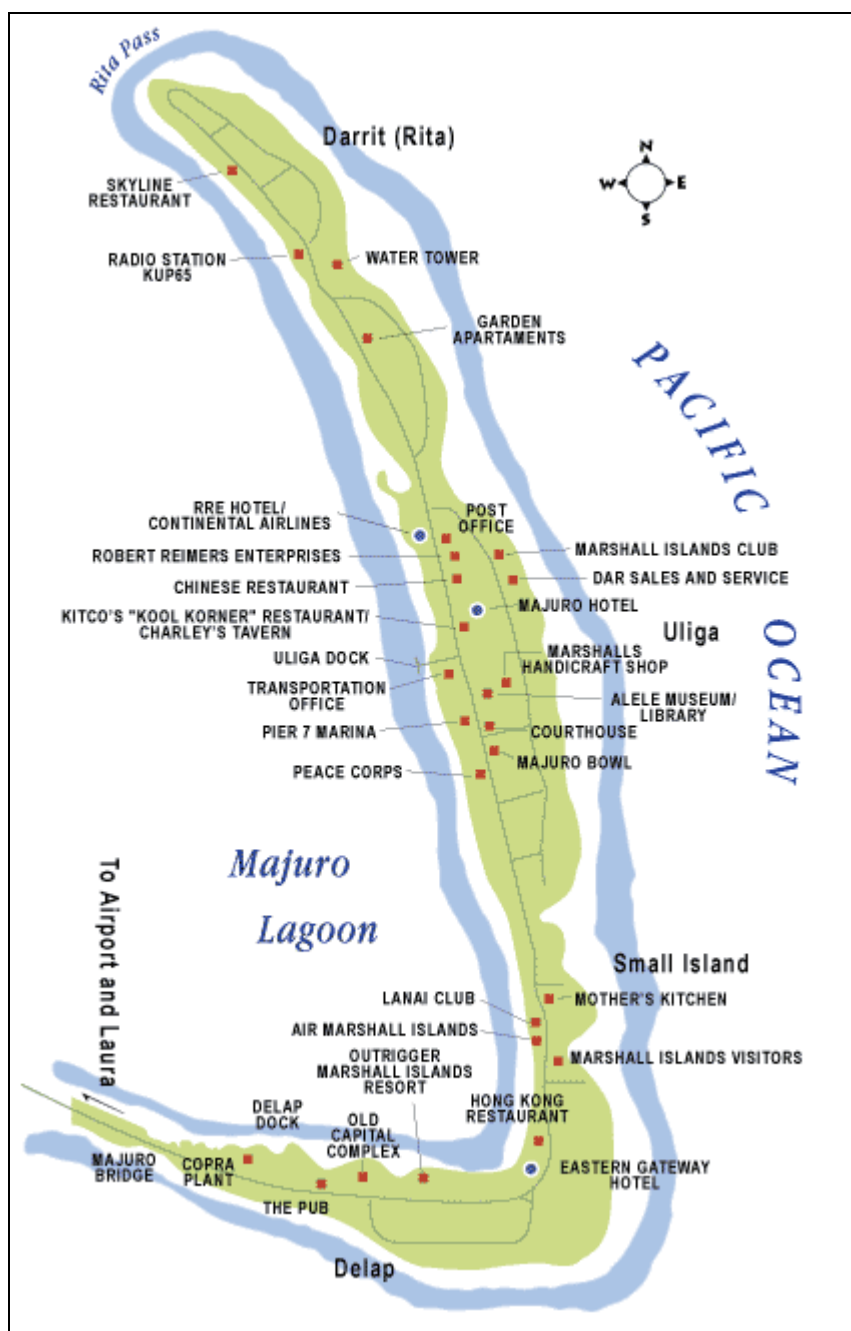 Rita Pass
Darrit (Rita)
N
W
E
S
SKYLINE
RESTAURANT
RADIO STATION
KUP65
WATER TOWER
GARDEN
APARTAMENTS
PACIFIC
OCEAN
RRE HOTEL/
CONTINENTAL AIRLINES
POST
OFFICE
ROBERT REIMERS ENTERPRISES
MARSHALL ISLANDS CLUB
CHINESE RESTAURANT
DAR SALES AND SERVICE
KITCO'S "KOOL KORNER" RESTAURANT/
CHARLEY'S TAVERN
MAJURO HOTEL
Uliga
ULIGA DOCK
MARSHALLS
HANDICRAFT SHOP
TRANSPORTATION
OFFICE
ALELE MUSEUM/
LIBRARY
PIER 7 MARINA
COURTHOUSE
MAJURO BOWL
PEACE CORPS
Majuro
Lagoon
To Airport and Laura
Small Island
LANAI CLUB
MOTHER'S KITCHEN
AIR MARSHALL ISLANDS
OUTRIGGER
MARSHALL ISLANDS
RESORT
MARSHALL ISLANDS VISITORS
HONG KONG
RESTAURANT
DELAP
DOCK
OLD
CAPITAL
COMPLEX
MAJURO
BRIDGE
COPRA
PLANT
EASTERN GATEWAY
HOTEL
THE PUB
Delap